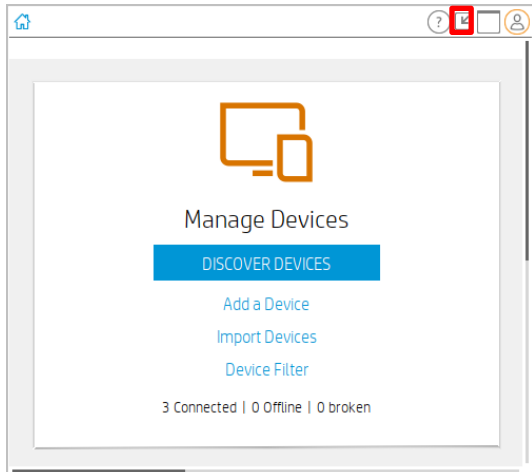 ?
Manage Devices
DISCOVER DEVICES
Add a Device
Import Devices
Device Filter
3 Connected | 0 Offline | 0 broken